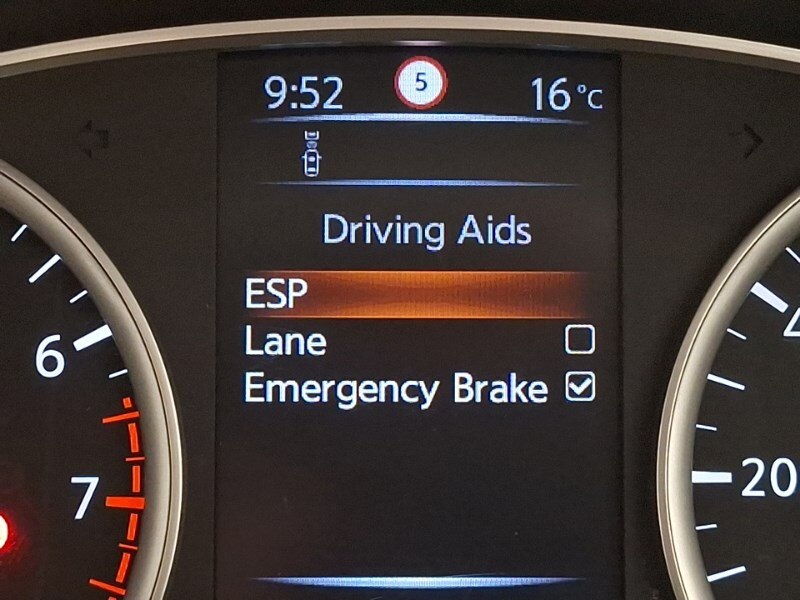 9:52 5 16°C
Driving Aids
ESP
Lane
Emergency Brake
6
7
20